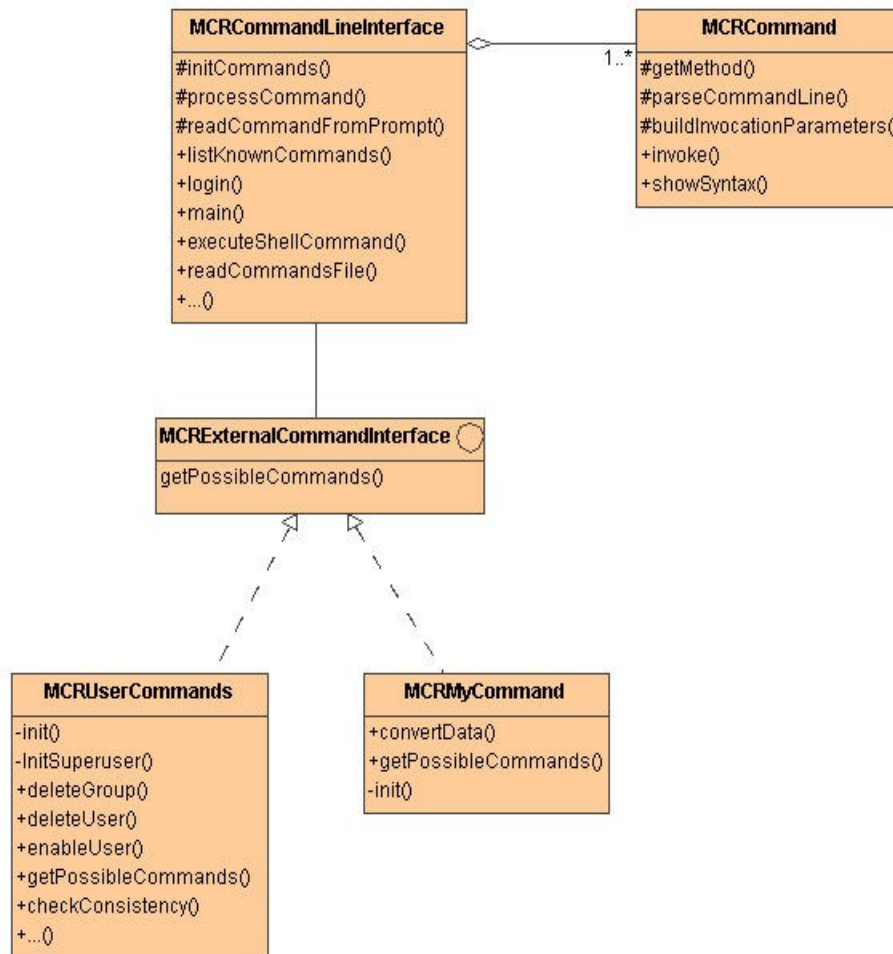 MCRCommandLineInterface
#initCommands()
#processCommand()
#readCommandFromPrompt()
+listKnownCommands()
+login()
+main()
+executeShellCommand()
+readCommandsFile()
+...()
1..*
MCRCommand
#getMethod()
#parseCommandLine()
#buildInvocationParameters()
+invoke()
+showSyntax()
MCRExternalCommandInterface
getPossibleCommands()
MCRUserCommands
-init()
-InitSuperuser()
+deleteGroup()
+deleteUser()
+enableUser()
+getPossibleCommands()
+checkConsistency()
+...()
MCRMyCommand
+convertData()
+getPossibleCommands()
-init()